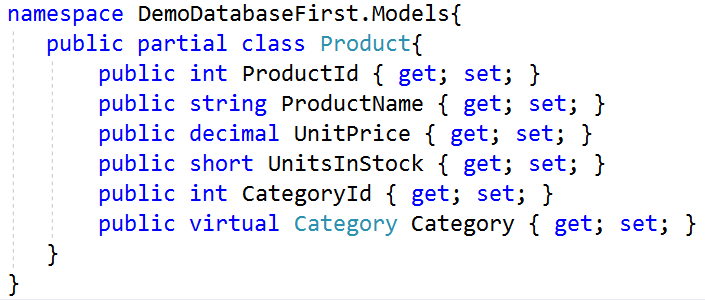 namespace DemoDatabaseFirst.Models{
public partial class Product{
public int ProductId { get; set; }
public string ProductName { get; set; }
public decimal UnitPrice { get; set; }
public short UnitsInStock { get; set; }
public int CategoryId { get; set; }
public virtual Category Category { get; set; }
}
}